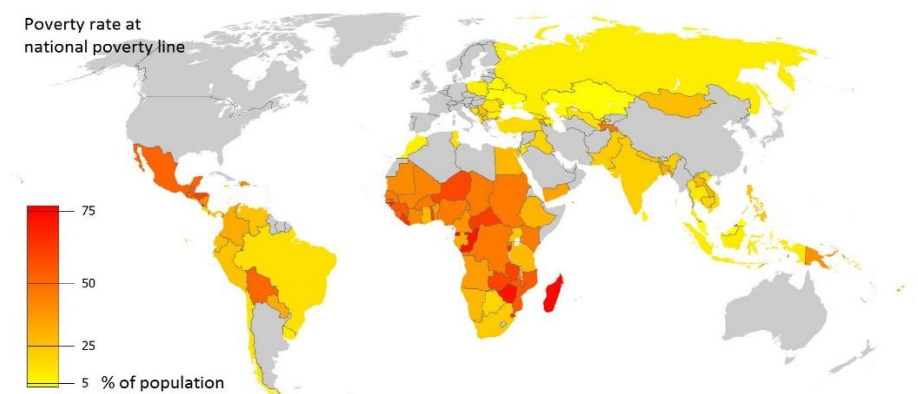 Poverty rate at
national poverty line
75
50
25
5 % of population